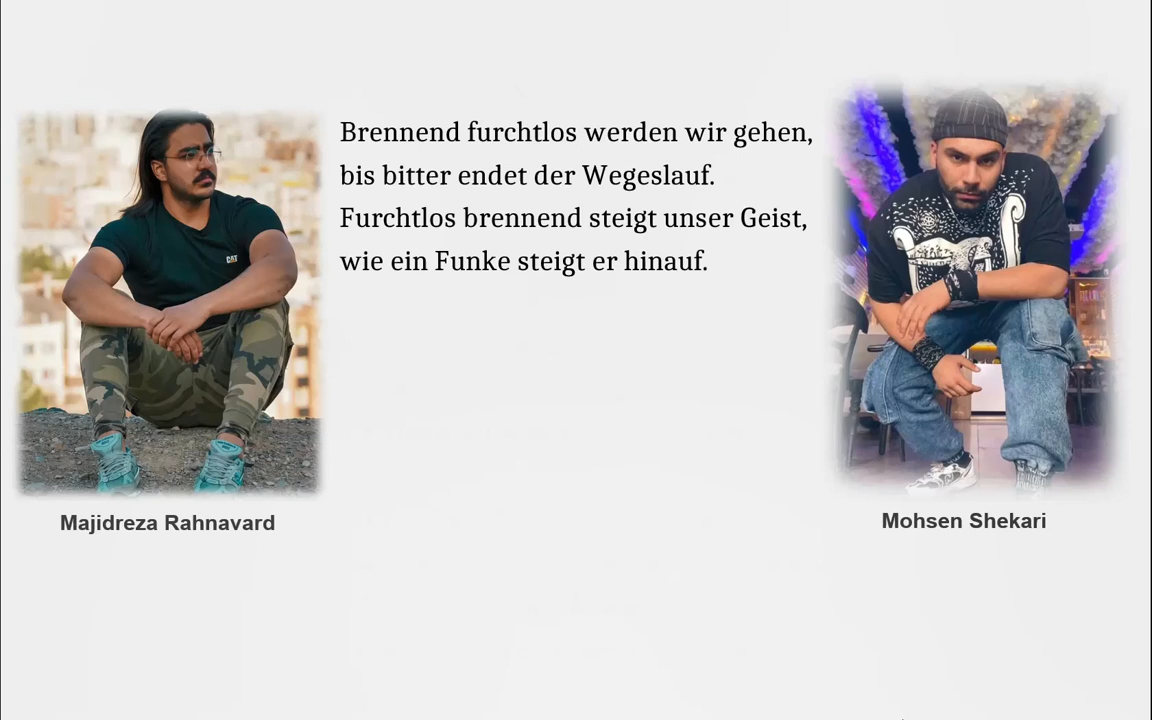 Brennend furchtlos werden wir gehen,
bis bitter endet der Wegeslauf.
Furchtlos brennend steigt unser Geist,
wie ein Funke steigt er hinauf.
CAT
Majidreza Rahnavard
Mohsen Shekari